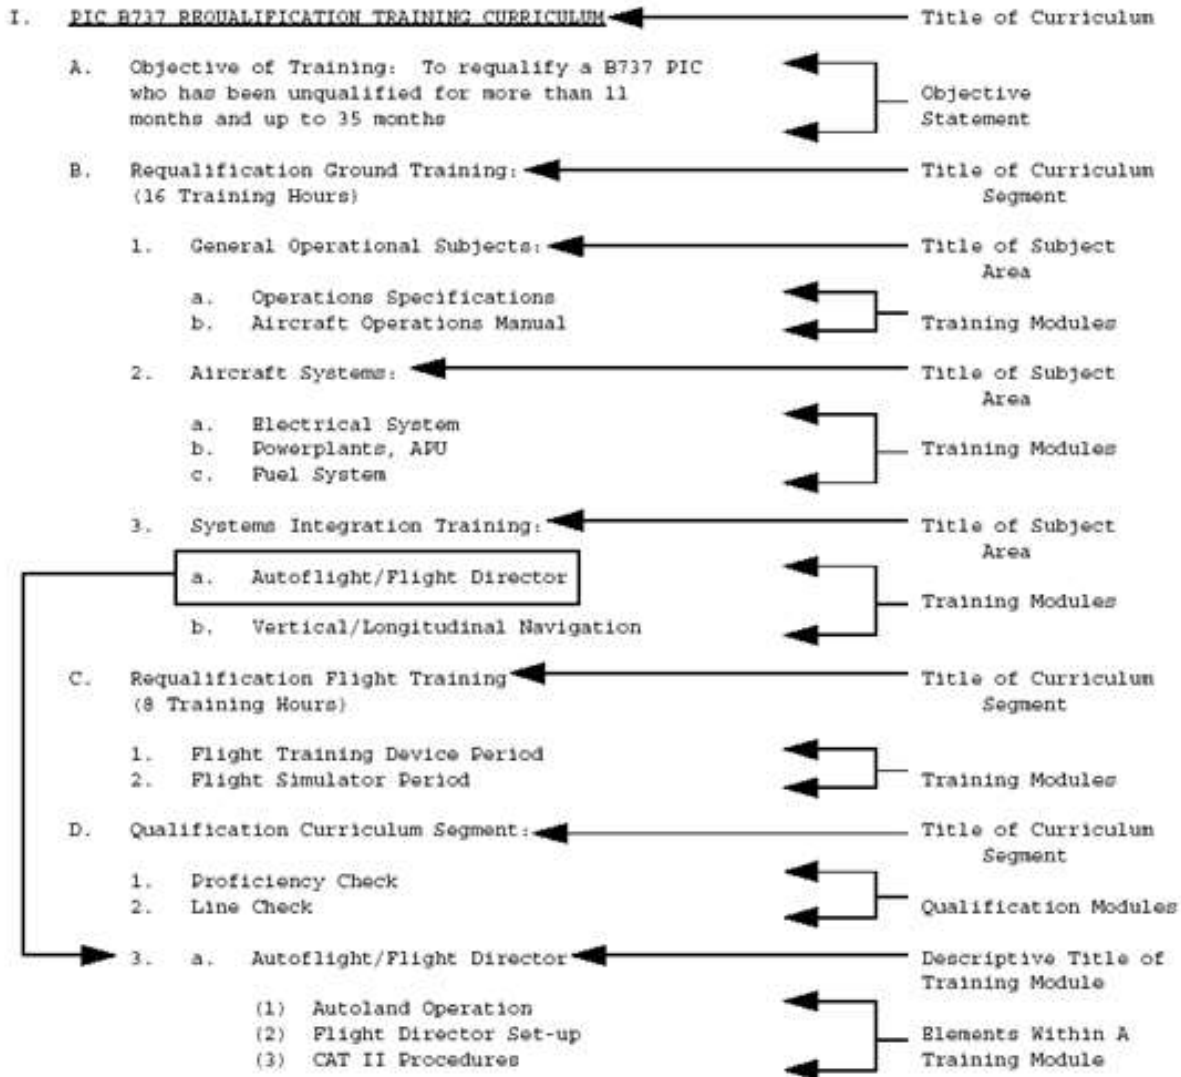 I. PIC B737 REQUALIFICATION TRAINING CURRICULUM Title of Curriculum
A. Objective of Training: To requalify a B737 PIC
who has been unqualified for more than 11 Objective
months and up to 35 months Statement
B. Requalification Ground Training: Title of Curriculum
(16 Training Hours) Segment
1. General Operational Subjects: Title of Subject
Area
a. Operations Specifications
b. Aircraft Operations Manual Training Modules
2. Aircraft Systems: Title of Subject
Area
a. Electrical System
b. Powerplants, APU Training Modules
c. Fuel System
3. Systems Integration Training: Title of Subject
Area
a. Autoflight/Flight Director
Training Modules
b. Vertical/Longitudinal Navigation
C. Requalification Flight Training Title of Curriculum
(8 Training Hours) Segment
1. Flight Training Device Period
2. Flight Simulator Period Training Modules
D. Qualification Curriculum Segment: Title of Curriculum
Segment
1. Proficiency Check
2. Line Check Qualification Modules
3. a. Autoflight/Flight Director Descriptive Title of
Training Module
(1) Autoland Operation
(2) Flight Director Set-up Elements Within A
(3) CAT II Procedures Training Module